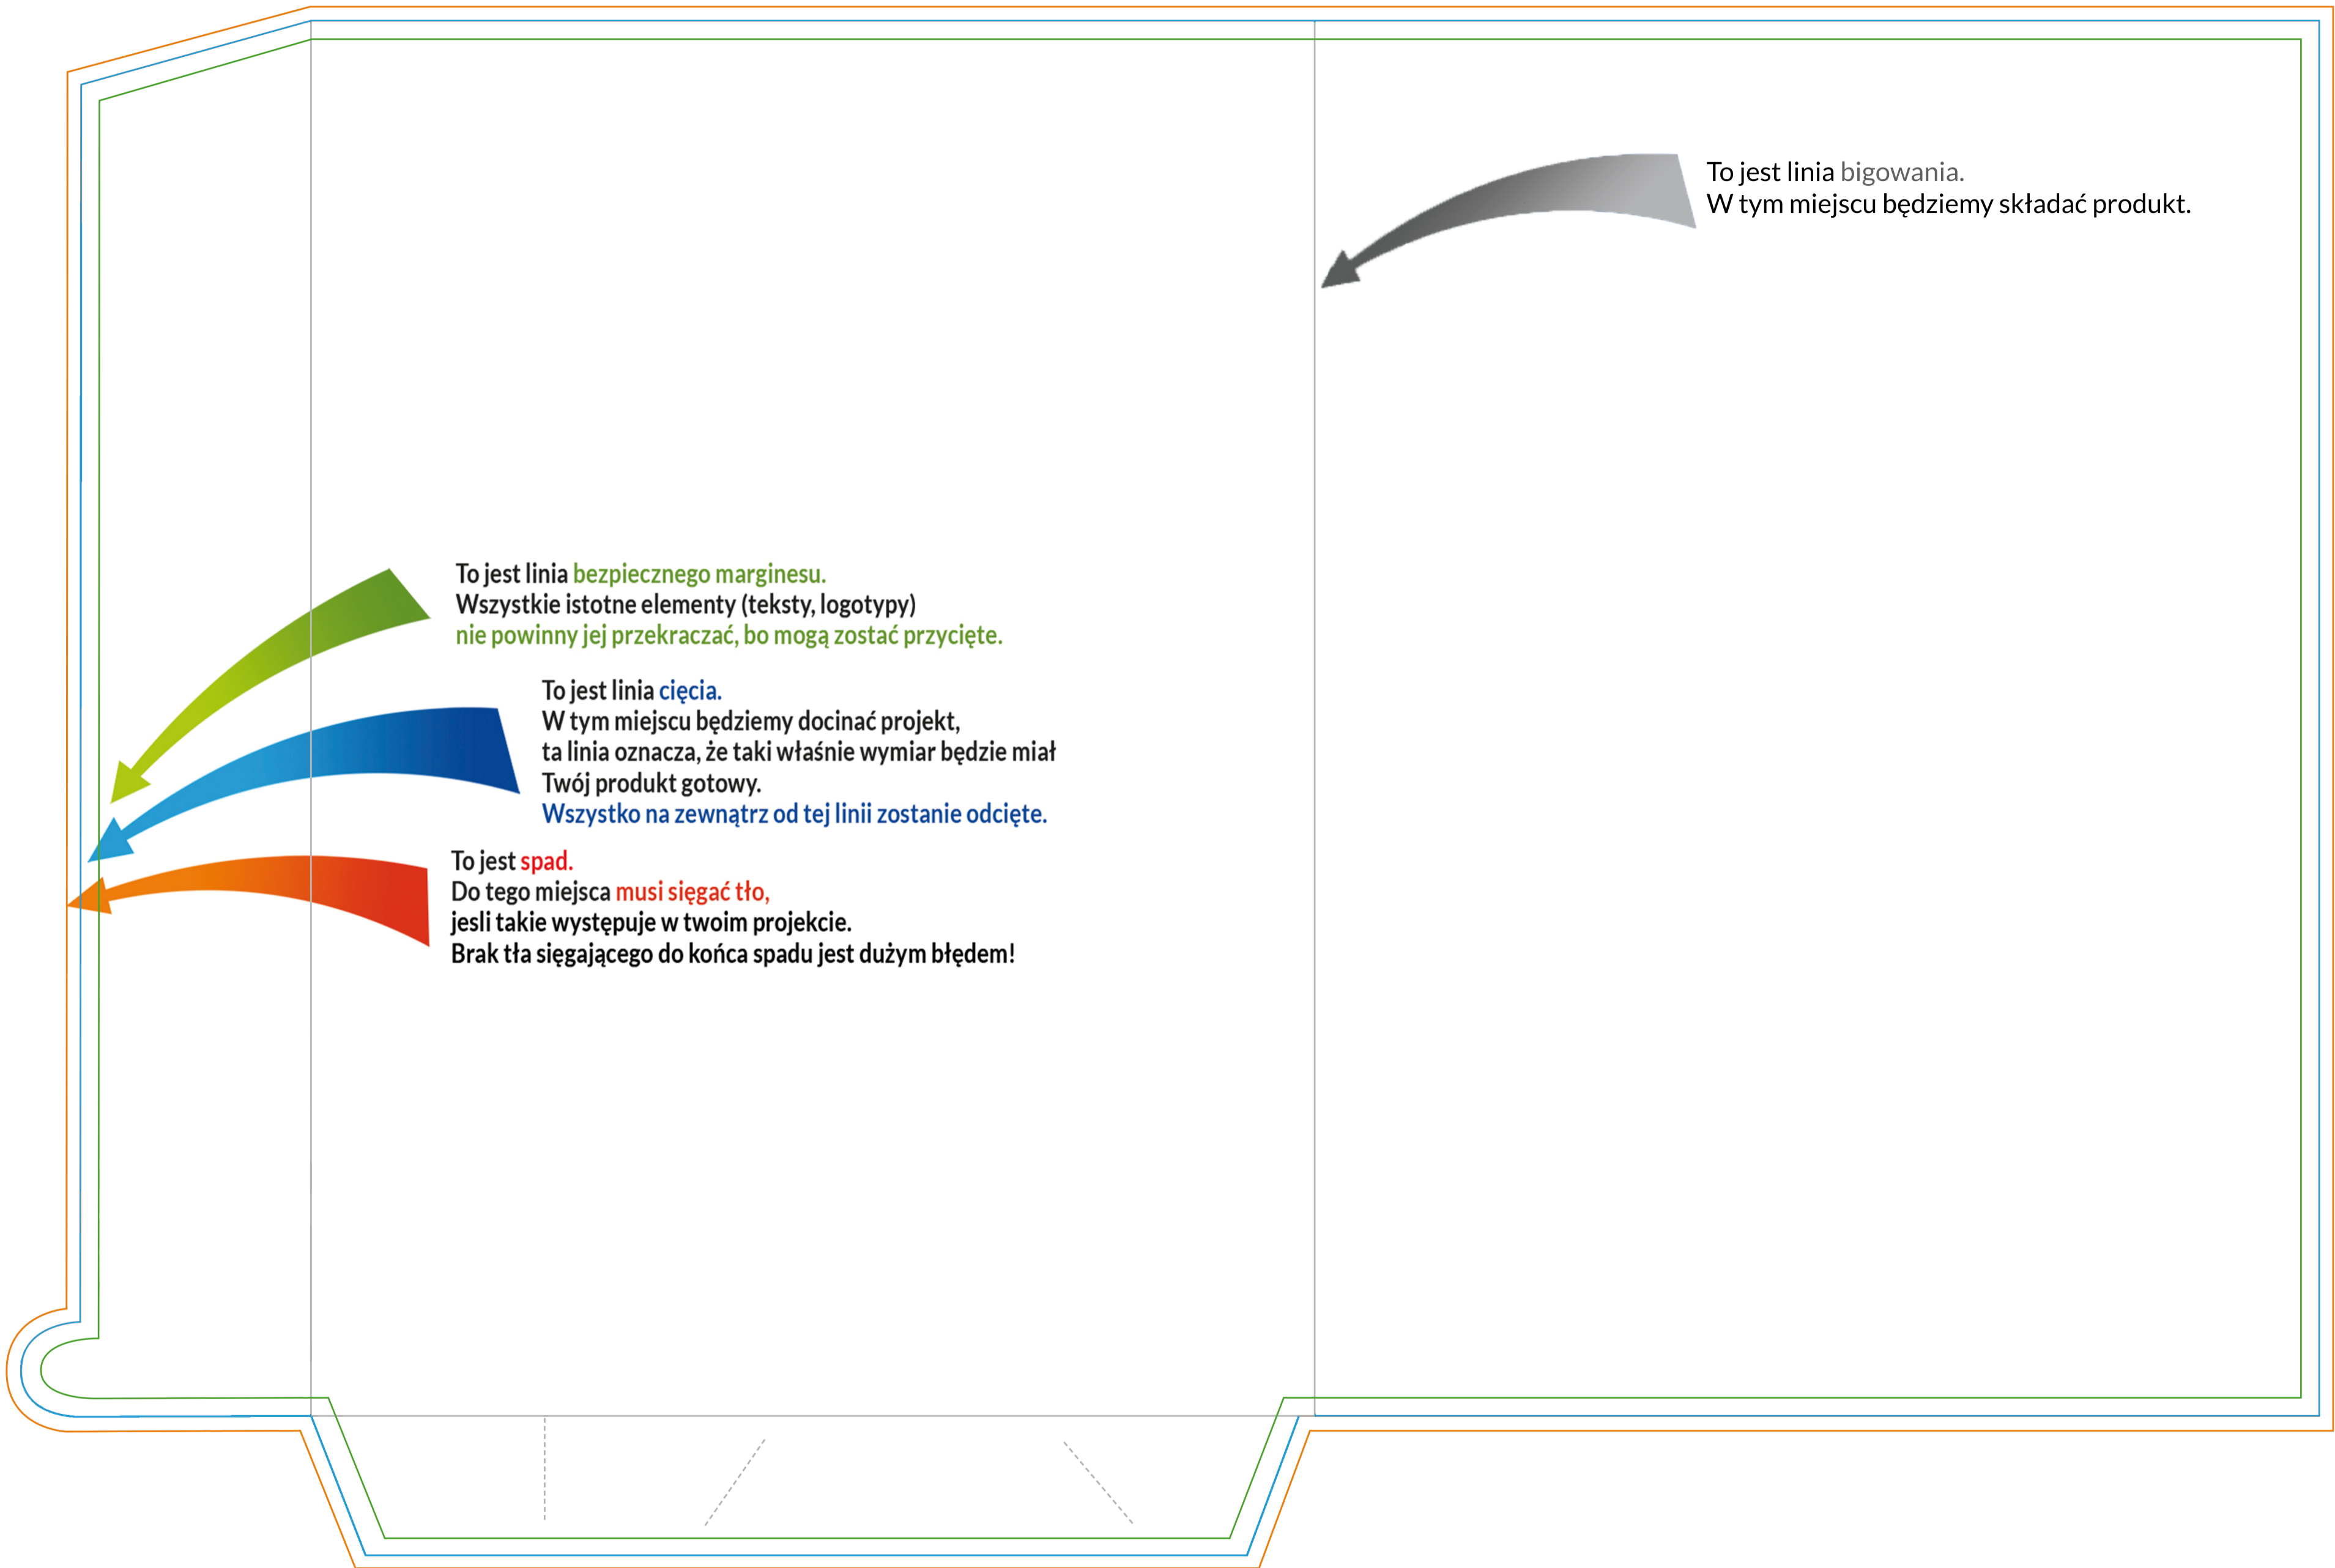 To jest linia bigowania.
W tym miejscu będziemy składać produkt.
To jest linia bezpiecznego marginesu.
Wszystkie istotne elementy (teksty, logotypy)
nie powinny jej przekraczać, bo mogą zostać przycięte.
To jest linia cięcia.
W tym miejscu będziemy docinać projekt,
ta linia oznacza, że taki właśnie wymiar będzie miał
Twój produkt gotowy.
Wszystko na zewnątrz od tej linii zostanie odcięte.
To jest spad.
Do tego miejsca musi sięgać tło,
jesli takie występuje w twoim projekcie.
Brak tła sięgającego do końca spadu jest dużym błędem!